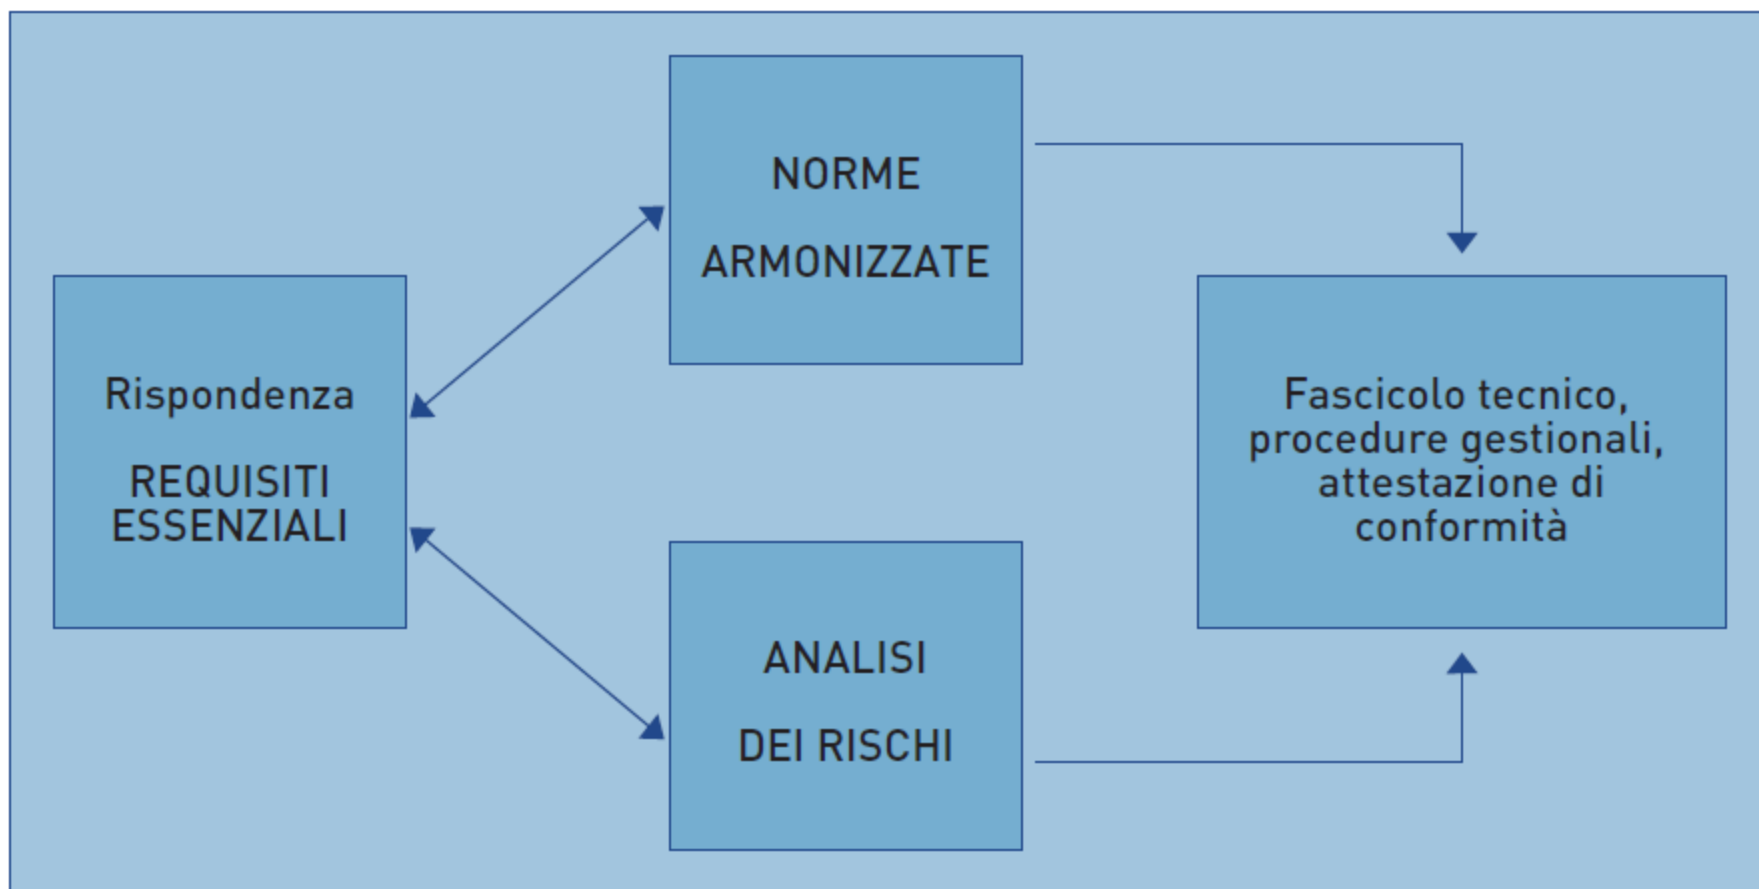 NORME
ARMONIZZATE
Rispondenza
REQUISITI
ESSENZIALI
Fascicolo tecnico,
procedure gestionali,
attestazione di
conformità
ANALISI
DEI RISCHI